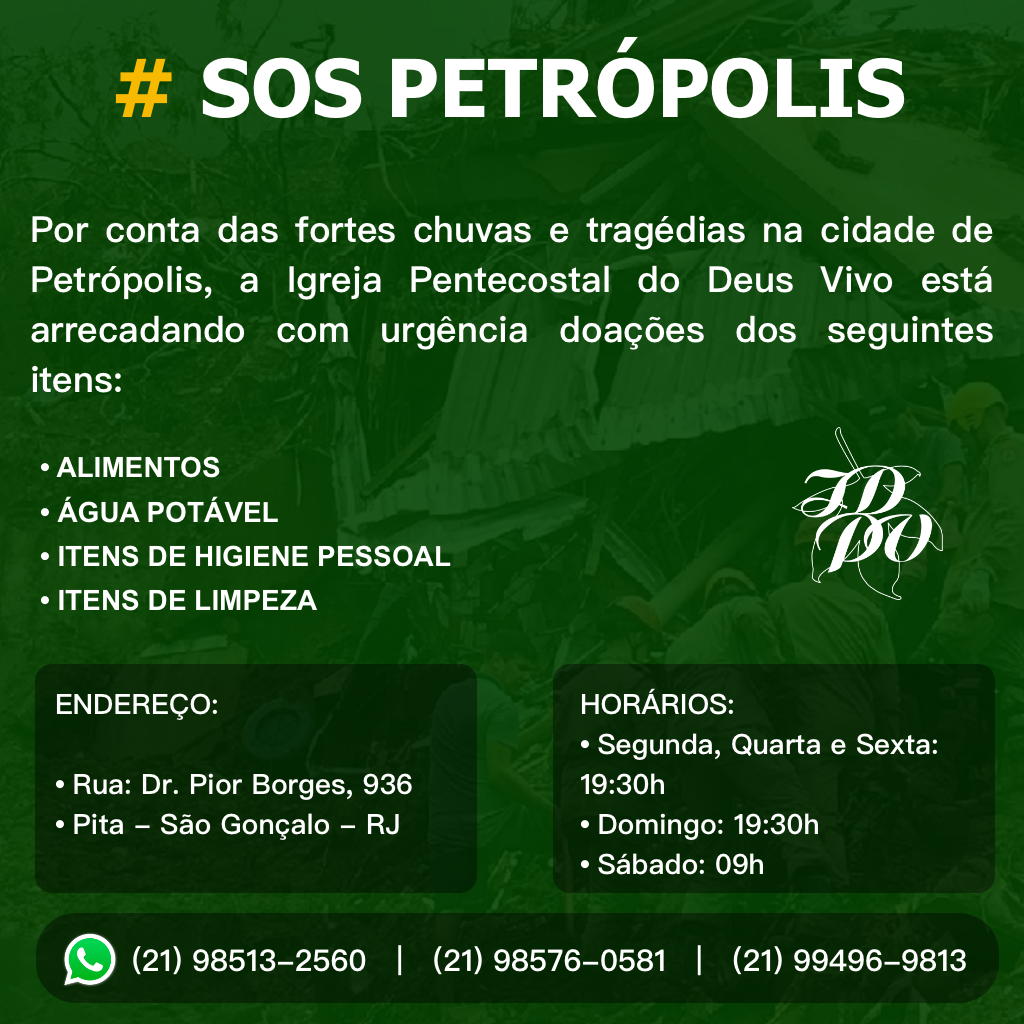 # SOS PETRÓPOLIS
Por conta das fortes chuvas e tragédias na cidade de
Petrópolis, a Igreja Pentecostal do Deus Vivo está
arrecadando com urgência doações dos seguintes
itens:
• ALIMENTOS
• ÁGUA POTÁVEL
• ITENS DE HIGIENE PESSOAL
• ITENS DE LIMPEZA
IP
DV
ENDEREÇO:
• Rua: Dr. Pior Borges, 936
• Pita – São Gonçalo – RJ
HORÁRIOS:
• Segunda, Quarta e Sexta:
19:30h
• Domingo: 19:30h
• Sábado: 09h
(21) 98513–2560 | (21) 98576–0581 | (21) 99496–9813